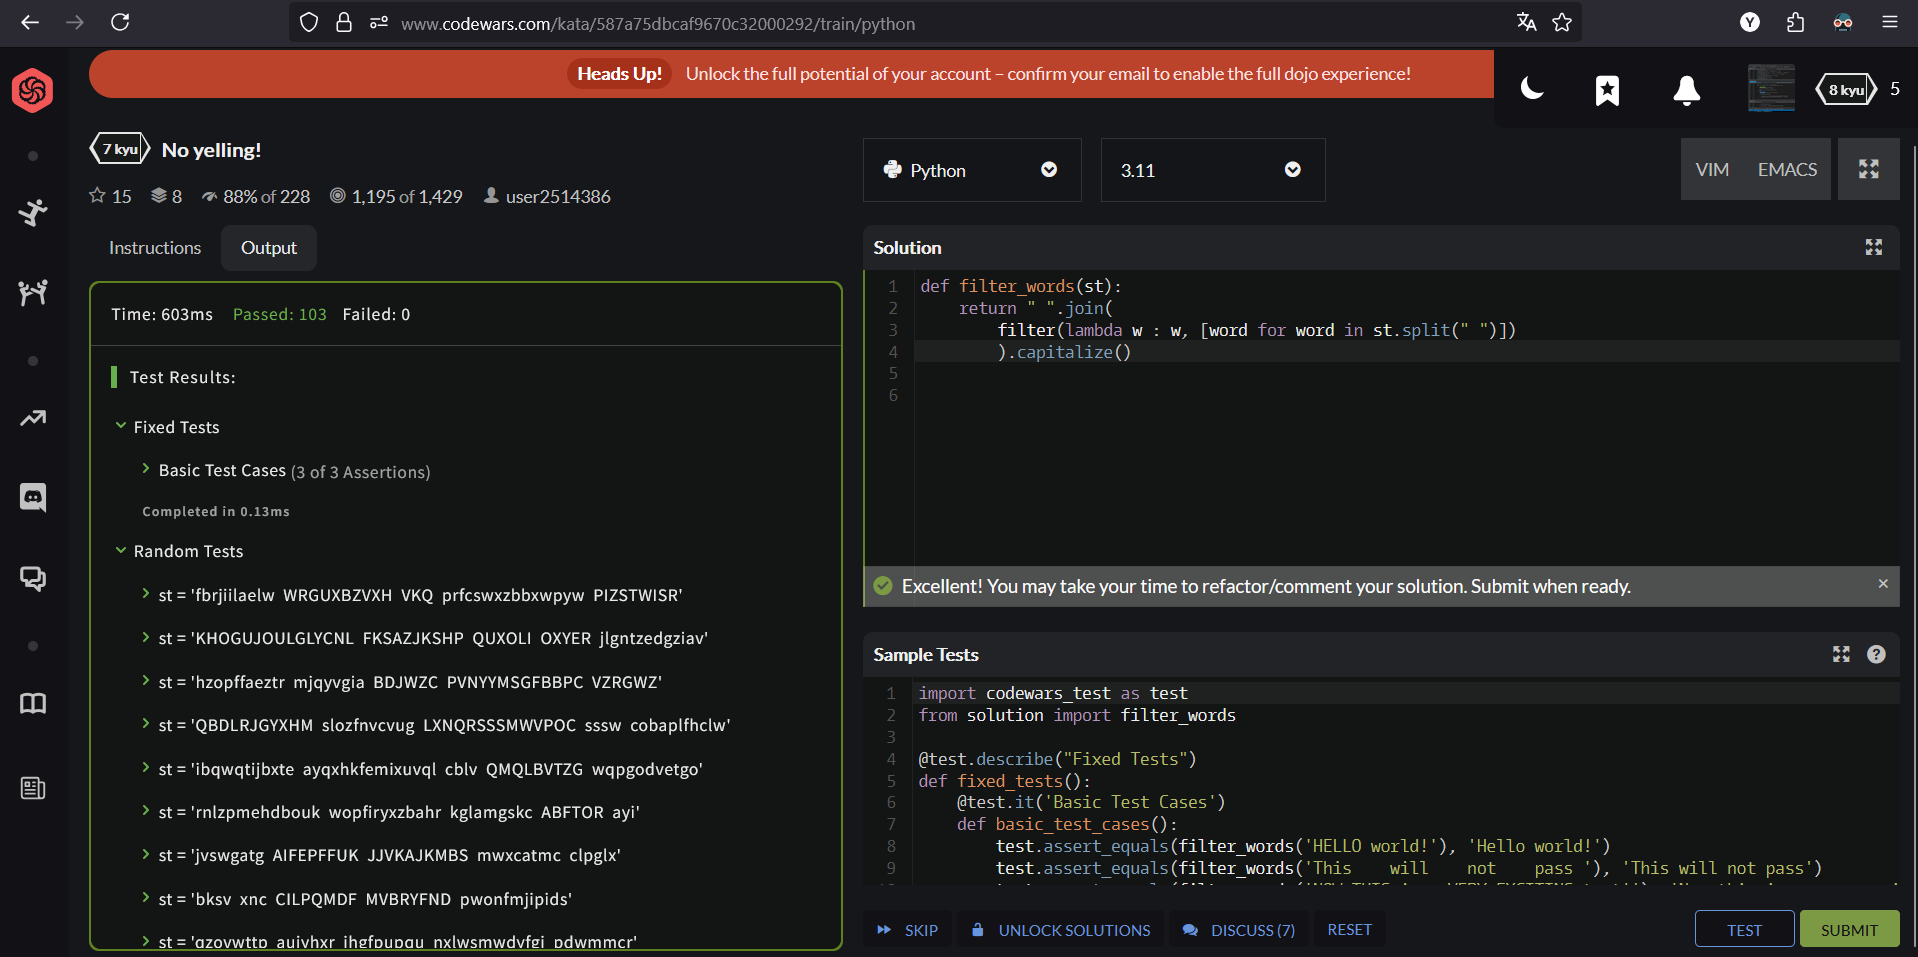 www.codewars.com/kata/587a75dbcaf9670c32000292/train/python
Y
Heads Up! Unlock the full potential of your account – confirm your email to enable the full dojo experience!
8 kyu 5
7 kyu No yelling!
15 8 88% of 228 1,195 of 1,429 user2514386
Python
3.11
VIM EMACS
Instructions Output
Time: 603ms Passed: 103 Failed: 0
Test Results:
Fixed Tests
Basic Test Cases (3 of 3 Assertions)
Completed in 0.13ms
Random Tests
st = 'fbrjiilaelw WRGUXBZVXH VKQ prfcswxzbbxwpyw PIZSTWISR'
st = 'KHOGUJOULGLYCNL FKSAZJKSHP QUXOLI OXYER jlgntzedgziav'
st = 'hzopffaeztr mjqyvgia BDJWZC PVNYYMSGFBBPC VZRGWZ'
st = 'QBDLRJGYXHM slozfnvcvug LXNQRSSSMWVPOC sssw cobaplfhclw'
st = 'ibqwqtijbxte ayqxhkfemixuvql cblv QMQLBVTZG wqpgodvetgo'
st = 'rnlzpmehdbouk wopfiryxzbahr kglamgskc ABFTOR ayi'
st = 'jvswgatg AIFEPFFUK JJVKAJKMBS mwxcatmc clpglx'
st = 'bksv xnc CILPQMDF MVBRYFND pwonfmjipids'
st =
Solution
1 def filter_words(st):
2     return " ".join(
3         filter(lambda w : w, [word for word in st.split(" ")])
4         ).capitalize()
5
6
Excellent! You may take your time to refactor/comment your solution. Submit when ready.
Sample Tests
1 import codewars_test as test
2 from solution import filter_words
3
4 @test.describe("Fixed Tests")
5 def fixed_tests():
6     @test.it('Basic Test Cases')
7     def basic_test_cases():
8         test.assert_equals(filter_words('HELLO world!'), 'Hello world!')
9         test.assert_equals(filter_words('This    will    not    pass '), 'This will not pass')
SKIP UNLOCK SOLUTIONS DISCUSS (7) RESET TEST SUBMIT